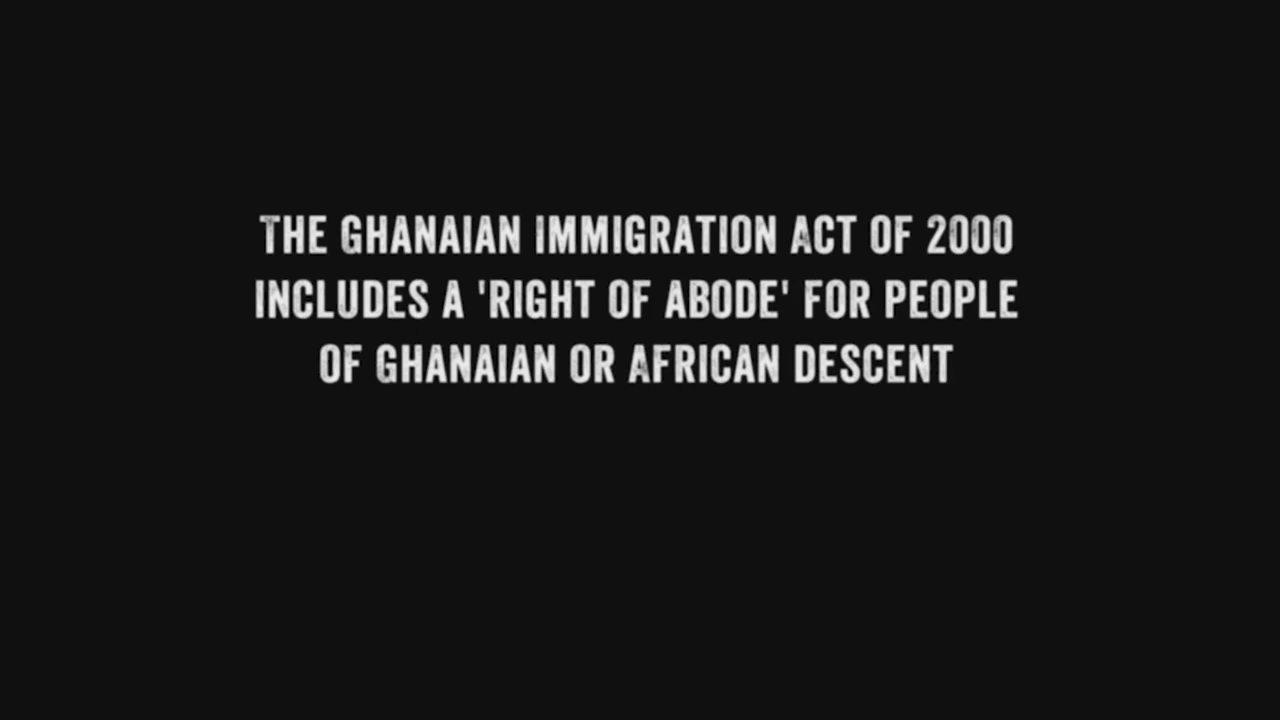 THE GHANAIAN IMMIGRATION ACT OF 2000
INCLUDES A 'RIGHT OF ABODE' FOR PEOPLE
OF GHANAIAN OR AFRICAN DESCENT